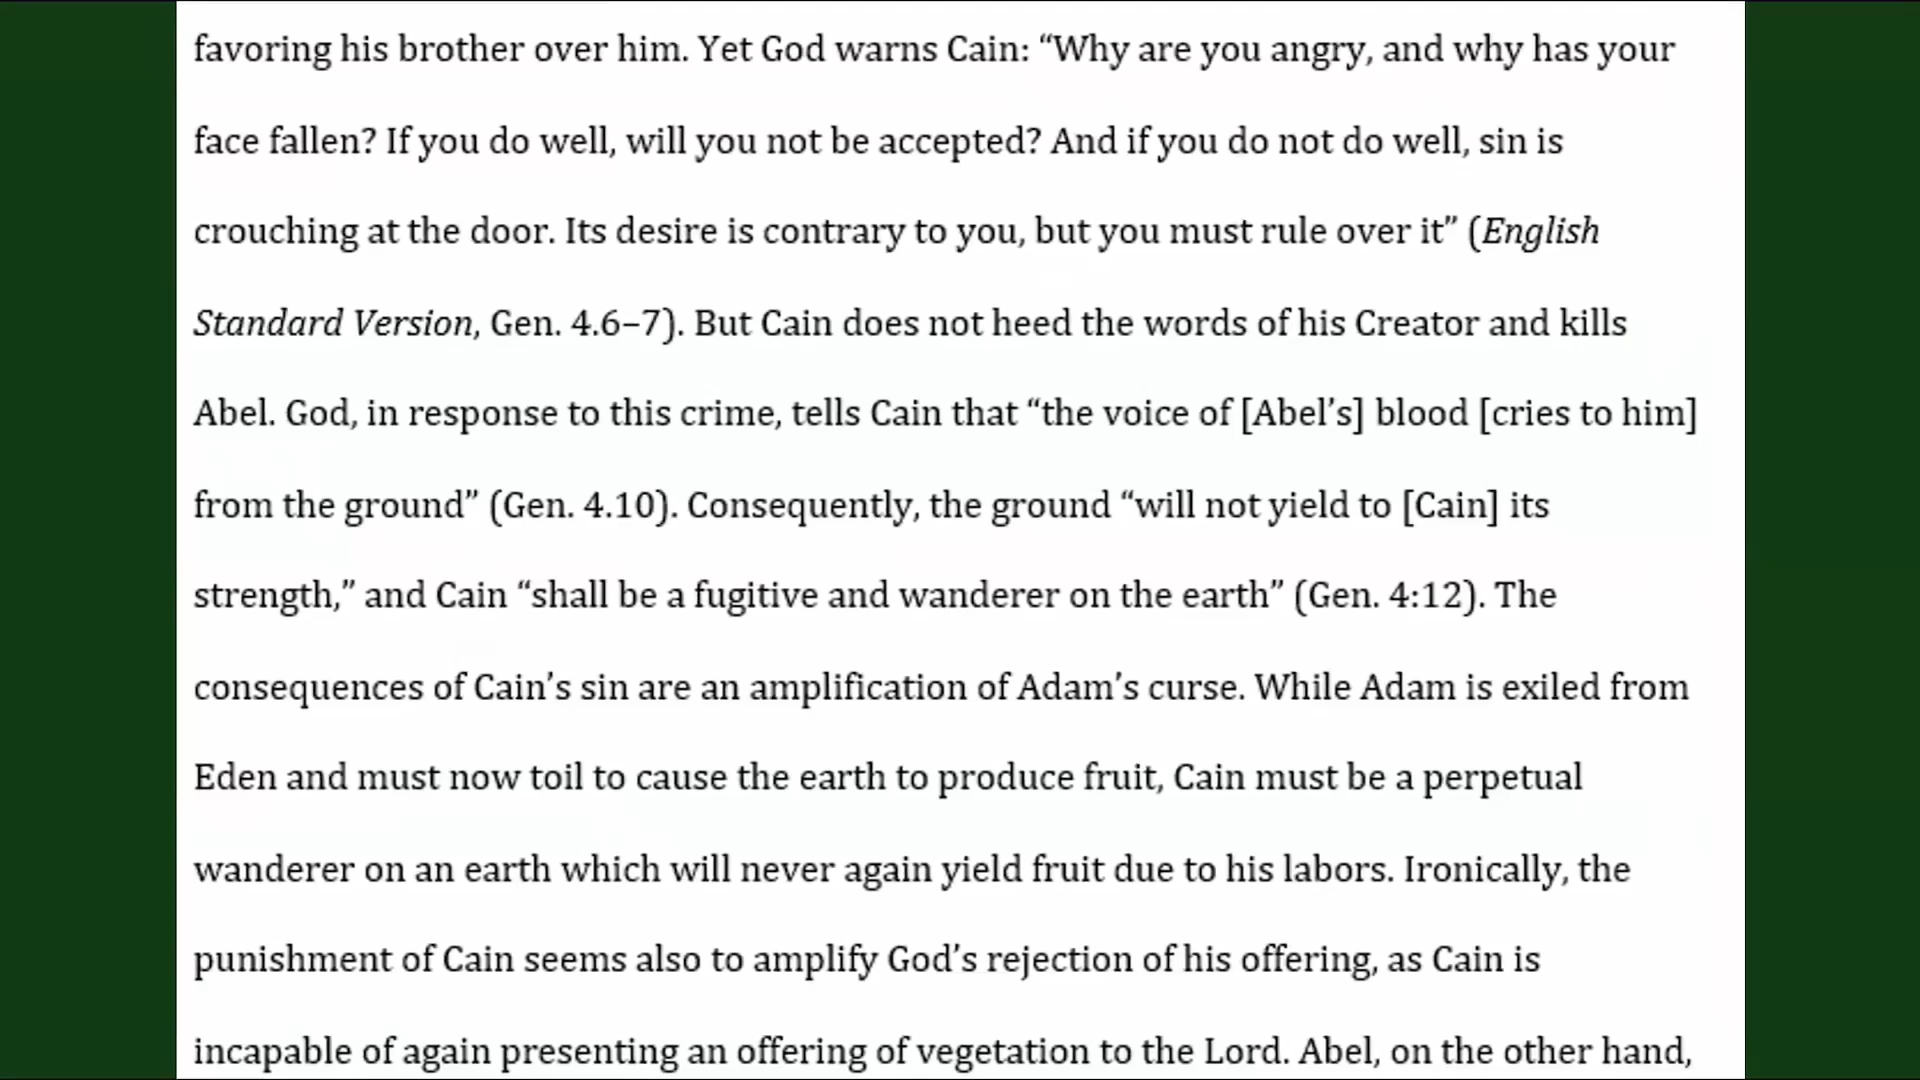 favoring his brother over him. Yet God warns Cain: “Why are you angry, and why has your
face fallen? If you do well, will you not be accepted? And if you do not do well, sin is
crouching at the door. Its desire is contrary to you, but you must rule over it” (English
Standard Version, Gen. 4.6–7). But Cain does not heed the words of his Creator and kills
Abel. God, in response to this crime, tells Cain that “the voice of [Abel’s] blood [cries to him]
from the ground” (Gen. 4.10). Consequently, the ground “will not yield to [Cain] its
strength,” and Cain “shall be a fugitive and wanderer on the earth” (Gen. 4:12). The
consequences of Cain’s sin are an amplification of Adam’s curse. While Adam is exiled from
Eden and must now toil to cause the earth to produce fruit, Cain must be a perpetual
wanderer on an earth which will never again yield fruit due to his labors. Ironically, the
punishment of Cain seems also to amplify God’s rejection of his offering, as Cain is
incapable of again presenting an offering of vegetation to the Lord. Abel, on the other hand,